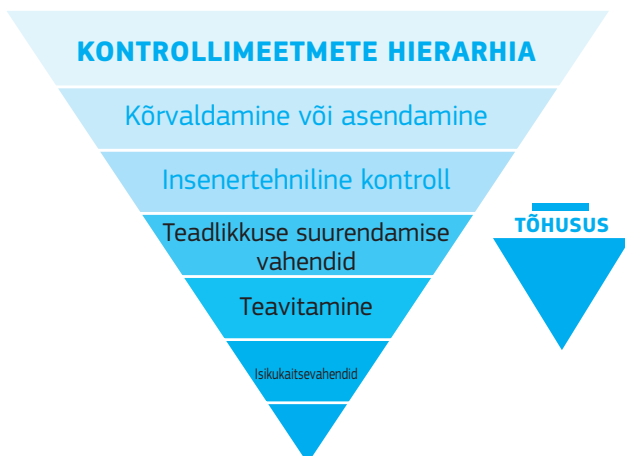 KONTROLLIMEETMETE HIERARHIA
Kõrvaldamine või asendamine
Insenertehniline kontroll
Teadlikkuse suurendamise
vahendid
Teavitamine
Isikukaitsevahendid
TÕHUSUS